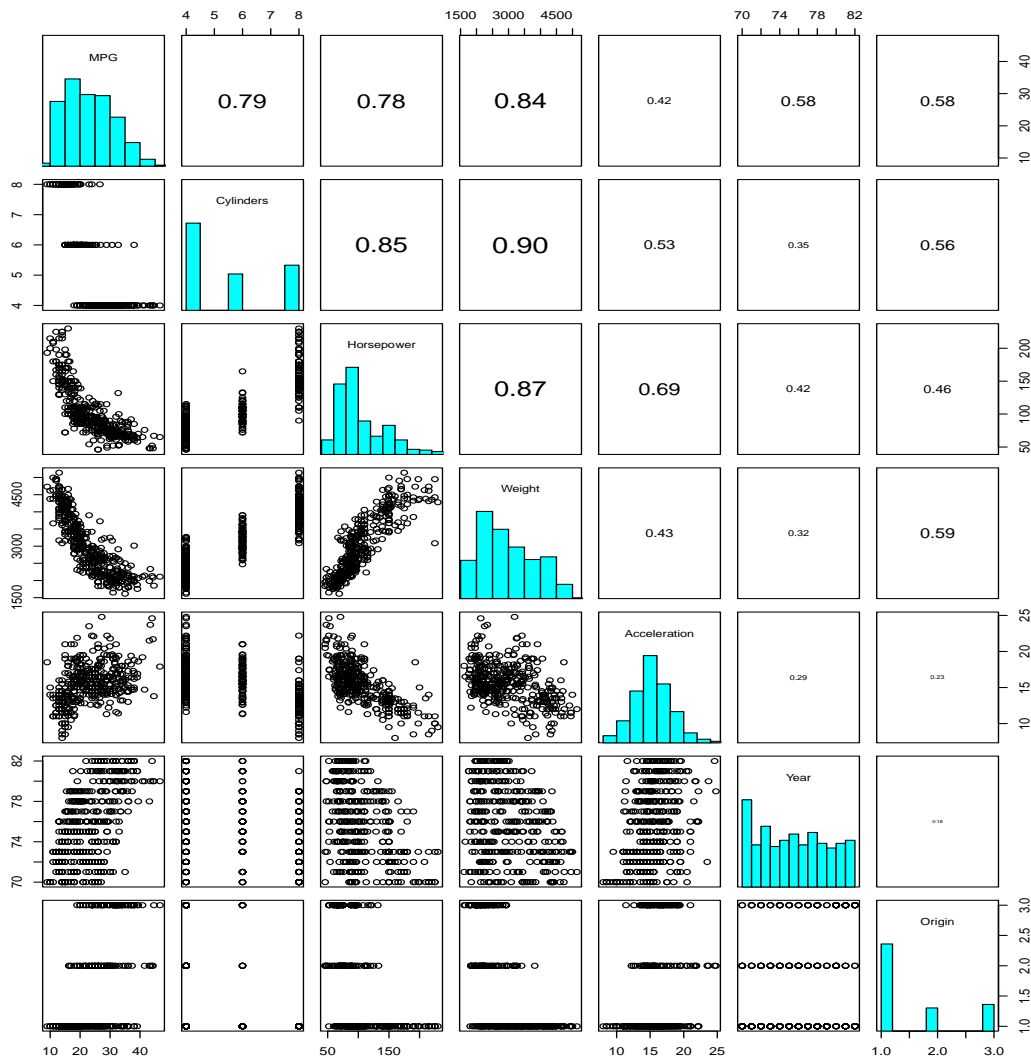 4 5 6 7 8 1500 3000 4500 70 74 78 82
MPG 0.79 0.78 0.84 0.42 0.58 0.58 10 20 30 40
4 5 6 7 8 Cylinders 0.85 0.90 0.53 0.35 0.56
Horsepower 0.87 0.69 0.42 0.46 50 100 150 200
1500 3000 4500 Weight 0.43 0.32 0.59
Acceleration 0.29 0.23 10 15 20 25
70 74 78 82 Year 0.18
Origin 1.0 1.5 2.0 2.5 3.0
10 20 30 40 50 150 10 15 20 25 1.0 2.0 3.0